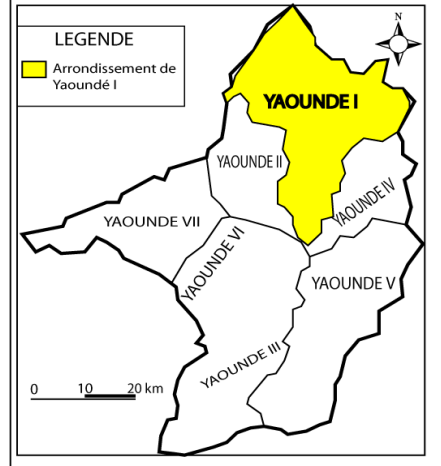 LEGENDE
Arrondissement de
Yaoundé I
N
YAOUNDE I
YAOUNDE II
YAOUNDE IV
YAOUNDE VII
YAOUNDE VI
YAOUNDE V
YAOUNDE III
0 10 20 km